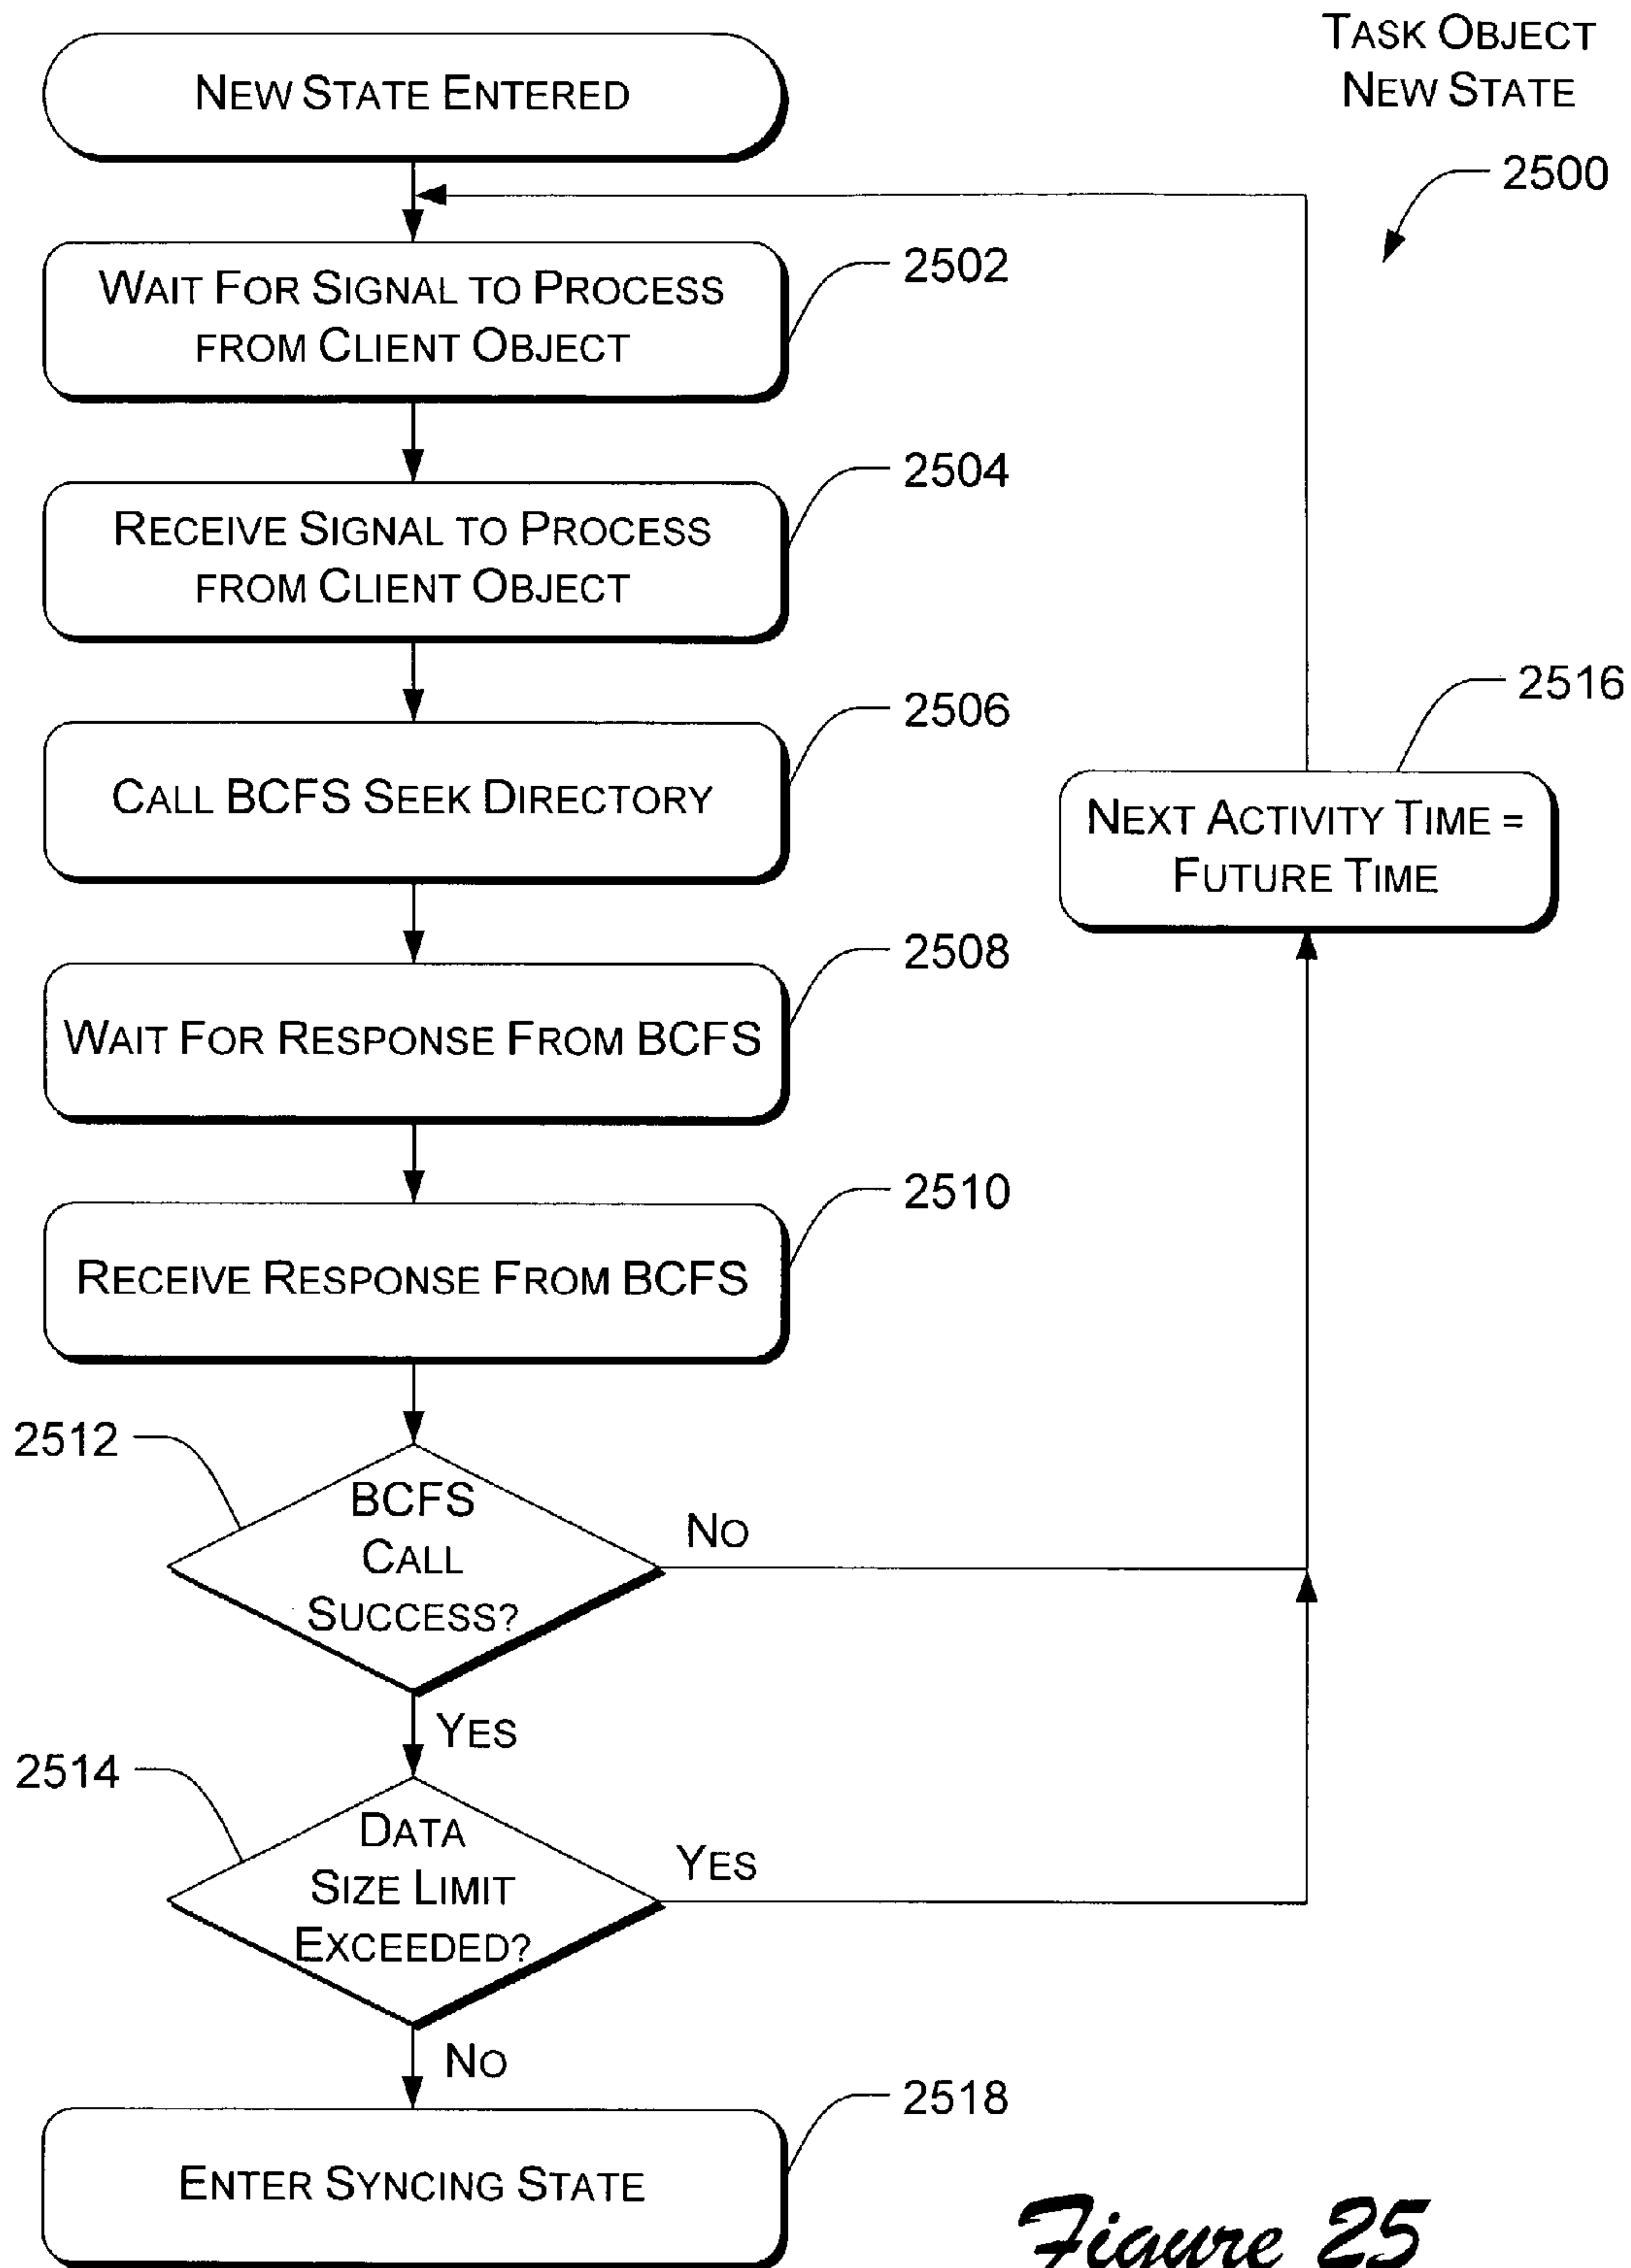 TASK OBJECT
NEW STATE
2500
NEW STATE ENTERED
WAIT FOR SIGNAL TO PROCESS
FROM CLIENT OBJECT
2502
RECEIVE SIGNAL TO PROCESS
FROM CLIENT OBJECT
2504
CALL BCFS SEEK DIRECTORY
2506
2516
NEXT ACTIVITY TIME =
FUTURE TIME
WAIT FOR RESPONSE FROM BCFS
2508
RECEIVE RESPONSE FROM BCFS
2510
2512
BCFS
CALL
SUCCESS?
NO
YES
2514
DATA
SIZE LIMIT
EXCEEDED?
YES
NO
2518
ENTER SYNCING STATE
Figure 25